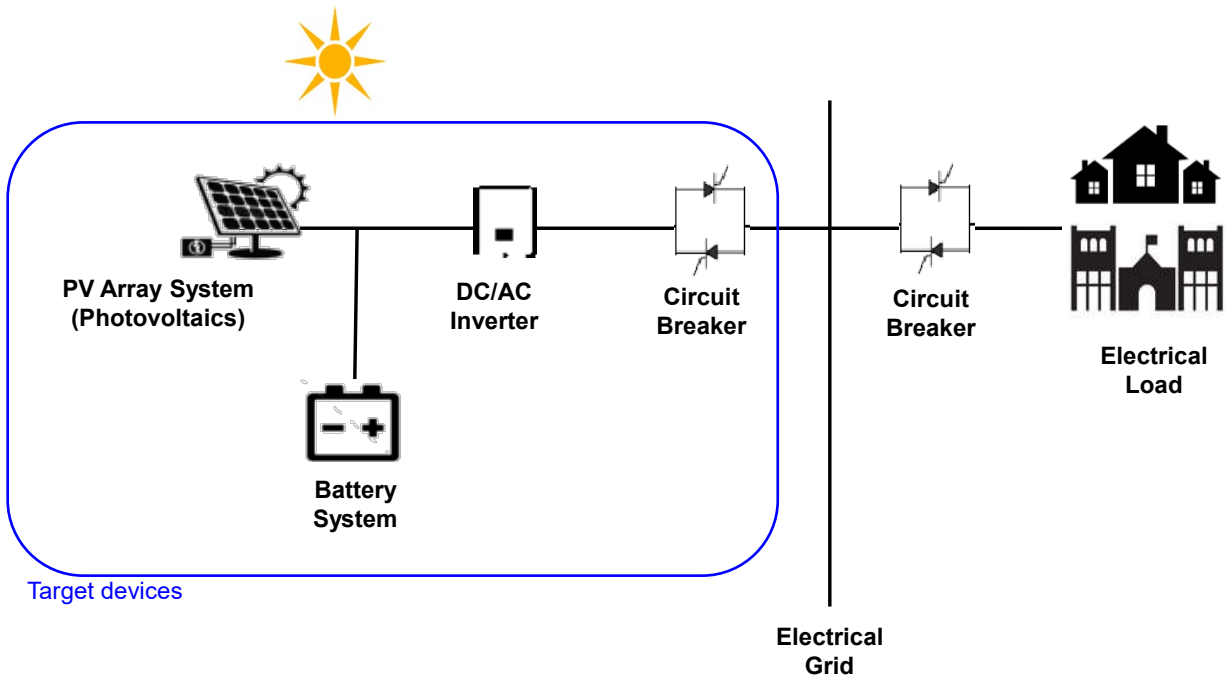 PV Array System
(Photovoltaics)
DC/AC
Inverter
Circuit
Breaker
Circuit
Breaker
Electrical
Load
Battery
System
Target devices
Electrical
Grid